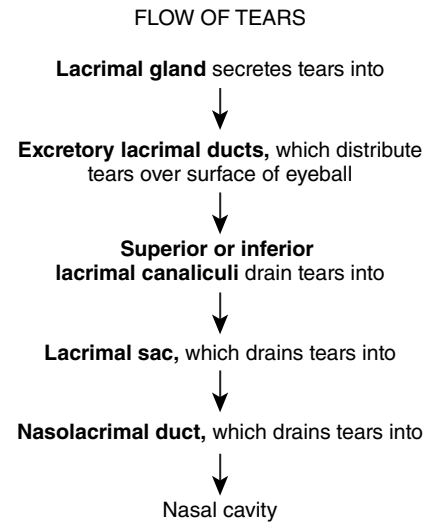 FLOW OF TEARS
Lacrimal gland secretes tears into
Excretory lacrimal ducts, which distribute
tears over surface of eyeball
Superior or inferior
lacrimal canaliculi drain tears into
Lacrimal sac, which drains tears into
Nasolacrimal duct, which drains tears into
Nasal cavity